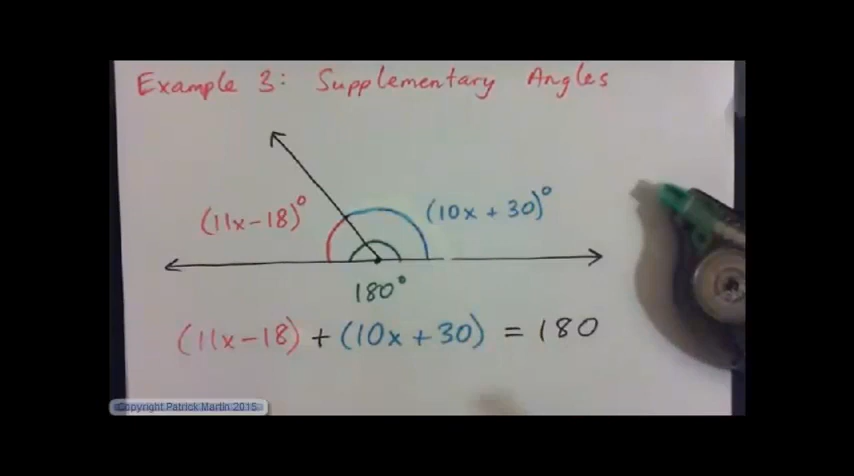 Example 3: Supplementary Angles
(11x-18)°
(10x + 30)°
180°
(11x-18) + (10x + 30) = 180
Copyright Patrick Martin 2015